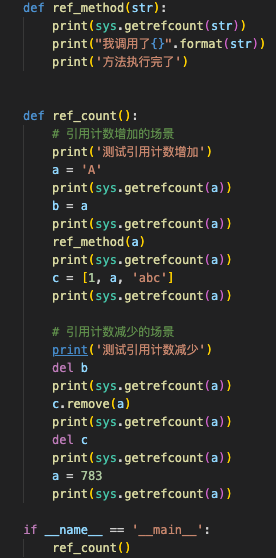 def ref_method(str):
    print(sys.getrefcount(str))
    print("我调用了{}".format(str))
    print('方法执行完了')
def ref_count():
    # 引用计数增加的场景
    print('测试引用计数增加')
    a = 'A'
    print(sys.getrefcount(a))
    b = a
    print(sys.getrefcount(a))
    ref_method(a)
    print(sys.getrefcount(a))
    c = [1, a, 'abc']
    print(sys.getrefcount(a))
    # 引用计数减少的场景
    print('测试引用计数减少')
    del b
    print(sys.getrefcount(a))
    c.remove(a)
    print(sys.getrefcount(a))
    del c
    print(sys.getrefcount(a))
    a = 783
    print(sys.getrefcount(a))
if __name__ == '__main__':
    ref_count()